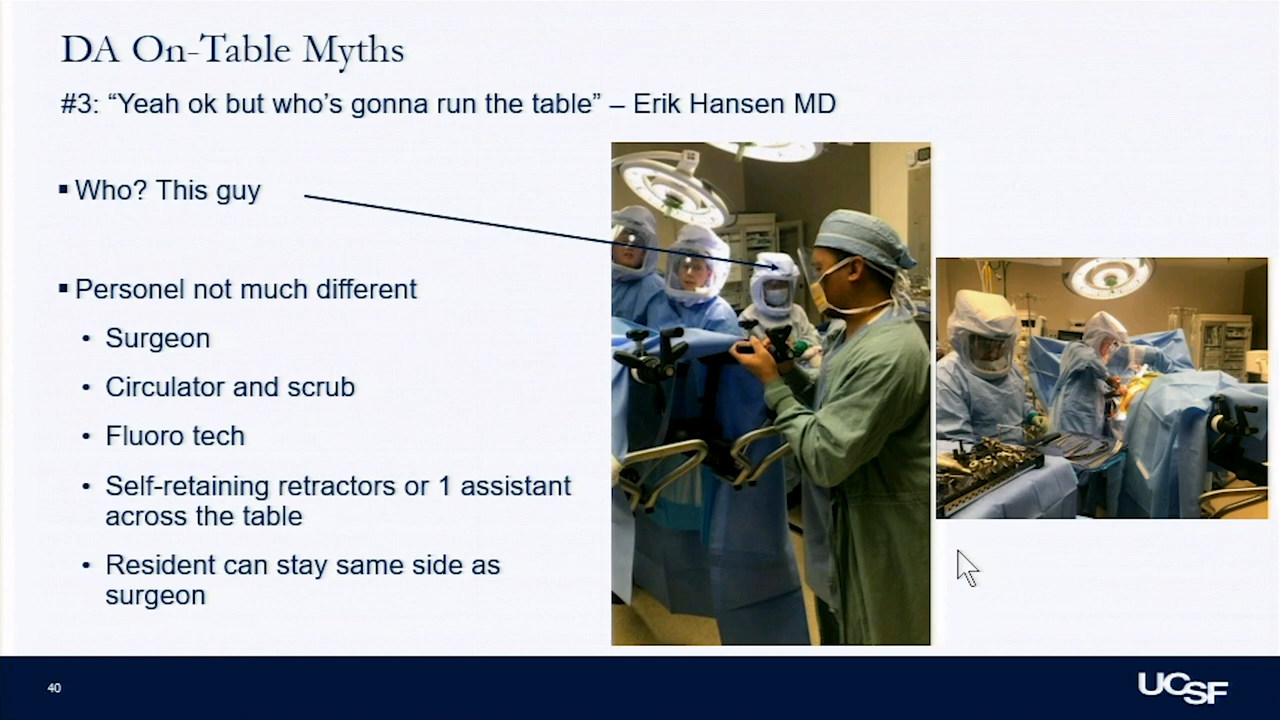 DA On-Table Myths
#3: “Yeah ok but who’s gonna run the table” – Erik Hansen MD
▪ Who? This guy
▪ Personel not much different
• Surgeon
• Circulator and scrub
• Fluoro tech
• Self-retaining retractors or 1 assistant
across the table
• Resident can stay same side as
surgeon
40
UCSF